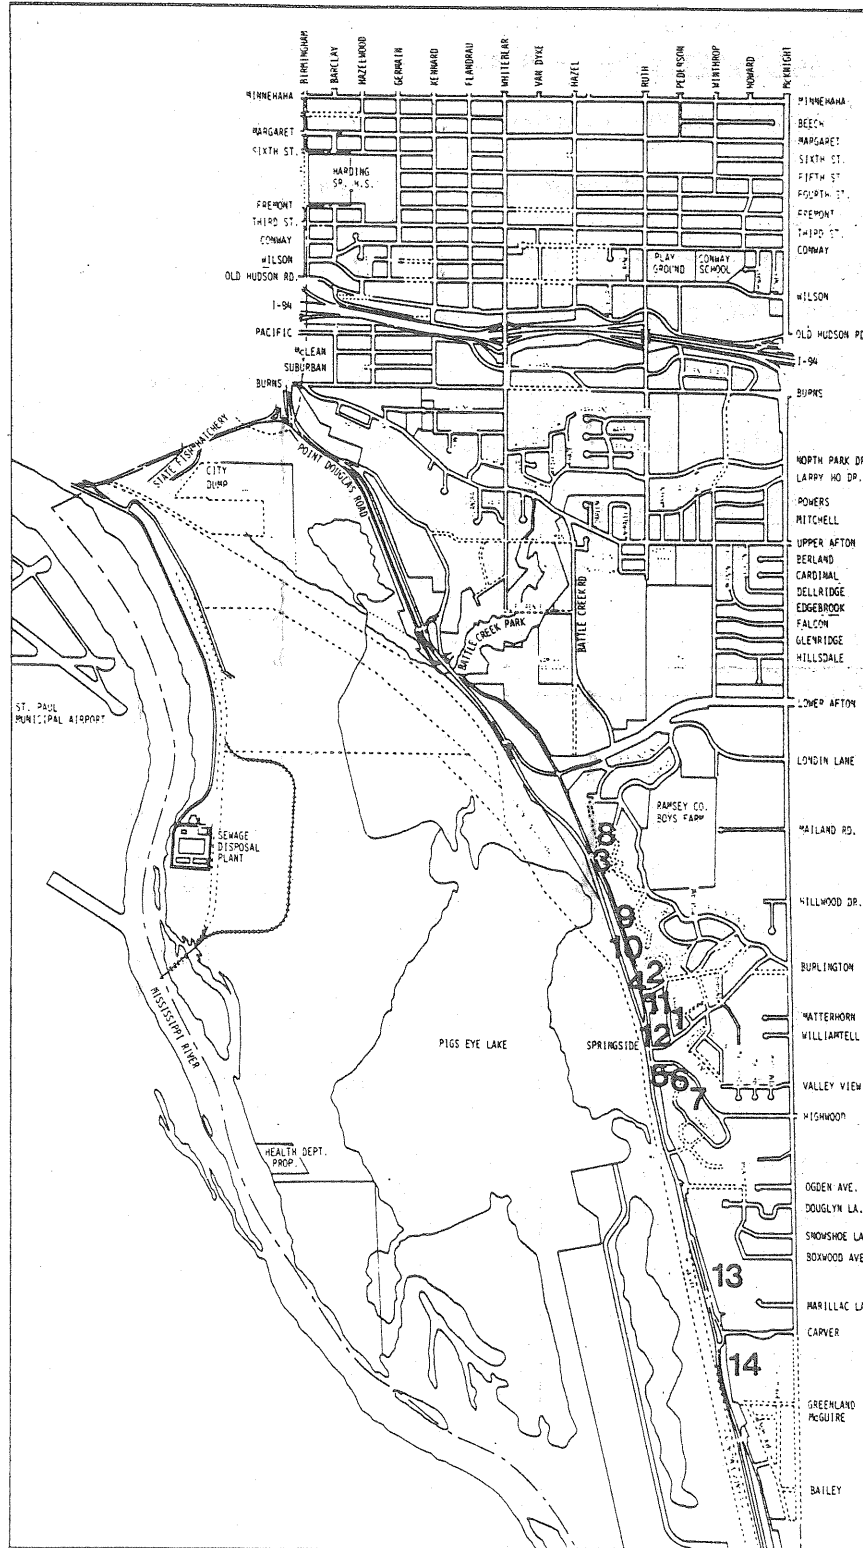 BIRMINGHAM
BARCLAY
HAZELWOOD
GERMAIN
KENNARD
FLANDRAU
WHITEBEAR
VAN DYKE
HAZEL
RUTH
PEDERSON
WINTHROP
HOWARD
McKNIGHT
MINNEHAHA
MARGARET
SIXTH ST.
FREMONT
THIRD ST.
CONWAY
WILSON
OLD HUDSON RD.
I-94
PACIFIC
McLEAN
SUBURBAN
BURNS
HARDING
SR. H.S.
PLAY
GROUND
CONWAY
SCHOOL
MINNEHAHA
BEECH
MARGARET
SIXTH ST.
FIFTH ST
FOURTH ST.
FREMONT
THIRD ST.
CONWAY
WILSON
OLD HUDSON RD
I-94
BURNS
NORTH PARK DR
LARRY HO DR.
POWERS
MITCHELL
UPPER AFTON
BERLAND
CARDINAL
DELLRIDGE
EDGEBROOK
FALCON
GLENRIDGE
HILLSDALE
LOWER AFTON
LONDIN LANE
MAILAND RD.
HILLWOOD DR.
BURLINGTON
MATTERHORN
WILLIAMTELL
VALLEY VIEW
HIGHWOOD
OGDEN AVE.
DOUGLYN LA.
SNOWSHOE LA
BOXWOOD AVE
MARILLAC LA
CARVER
GREENLAND
McGUIRE
BAILEY
STATE FISH HATCHERY
CITY
DUMP
POINT DOUGLAS ROAD
BATTLE CREEK PARK
BATTLE CREEK RD
ST. PAUL
MUNICIPAL AIRPORT
SEWAGE
DISPOSAL
PLANT
RAMSEY CO.
BOYS FARM
MISSISSIPPI RIVER
PIGS EYE LAKE
SPRINGSIDE
HEALTH DEPT.
PROP.
8
3
9
10
2
4
11
1
12
5
6
7
13
14